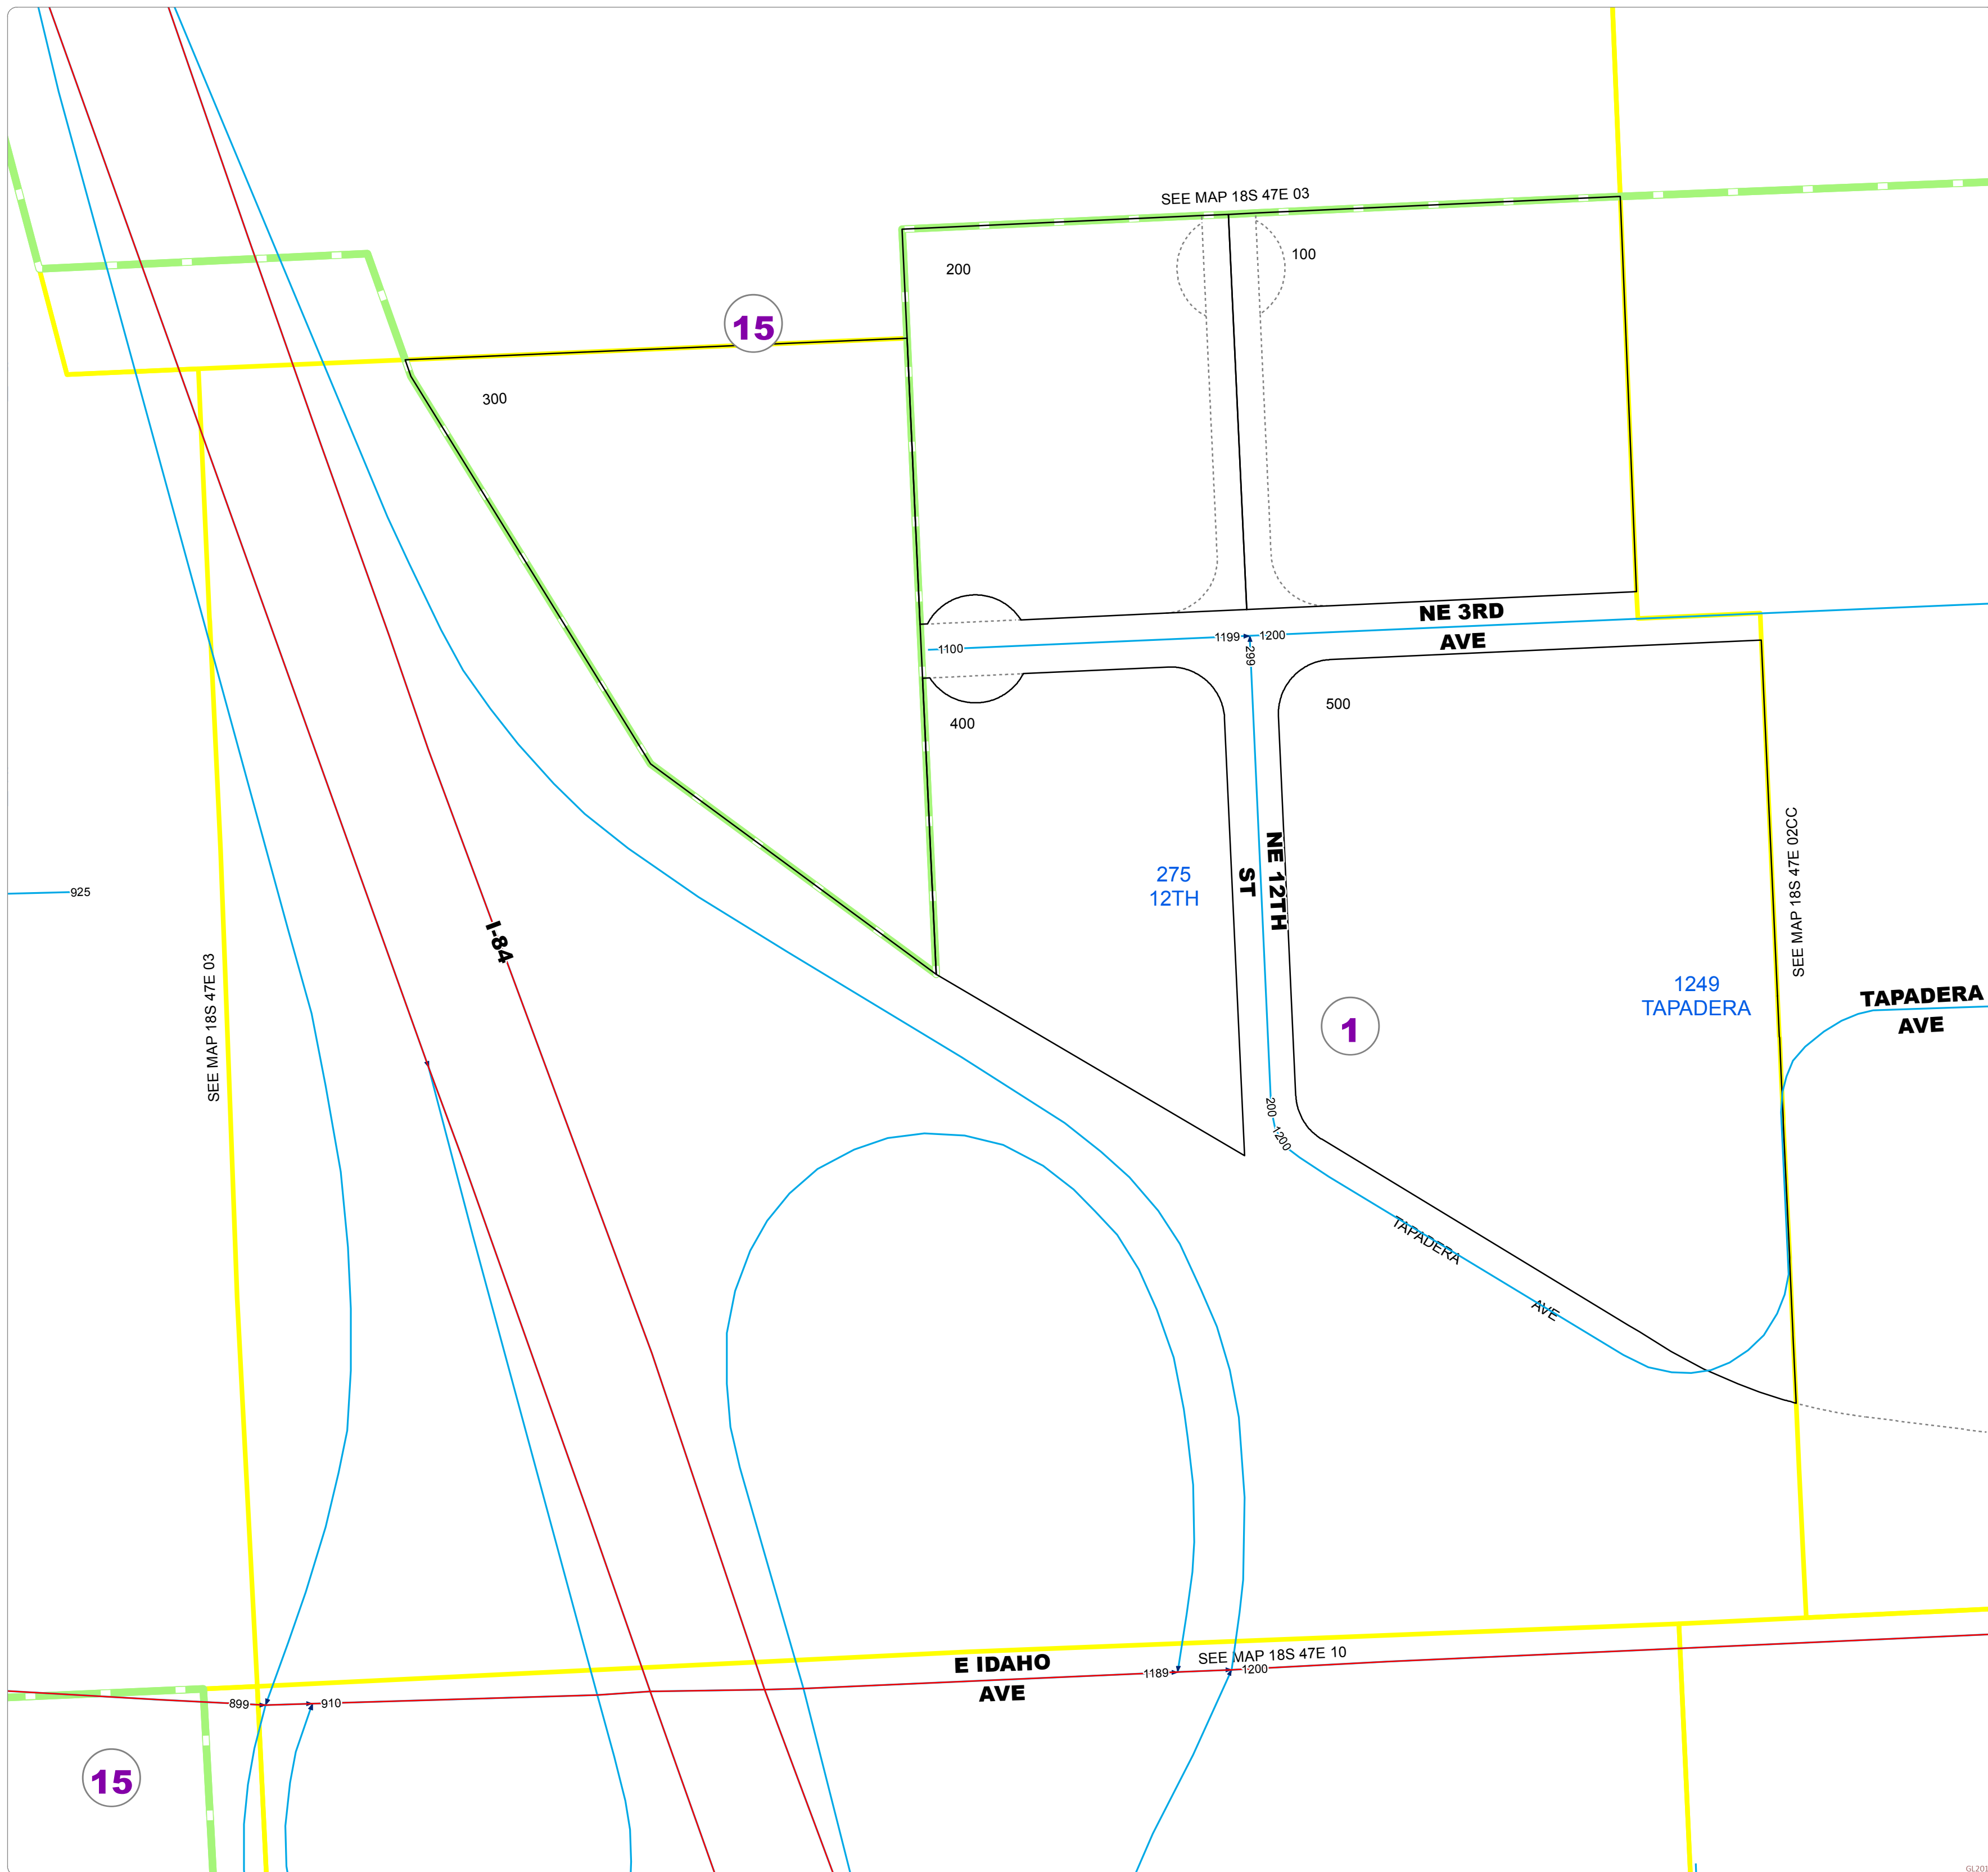 SEE MAP 18S 47E 03
200
100
15
300
NE 3RD
AVE
1100
1199
1200
299
400
500
275
12TH
NE 12TH
ST
SEE MAP 18S 47E 02CC
925
I-84
SEE MAP 18S 47E 03
1249
TAPADERA
TAPADERA
AVE
1
200
1200
TAPADERA
AVE
E IDAHO
AVE
SEE MAP 18S 47E 10
1189
1200
899
910
15